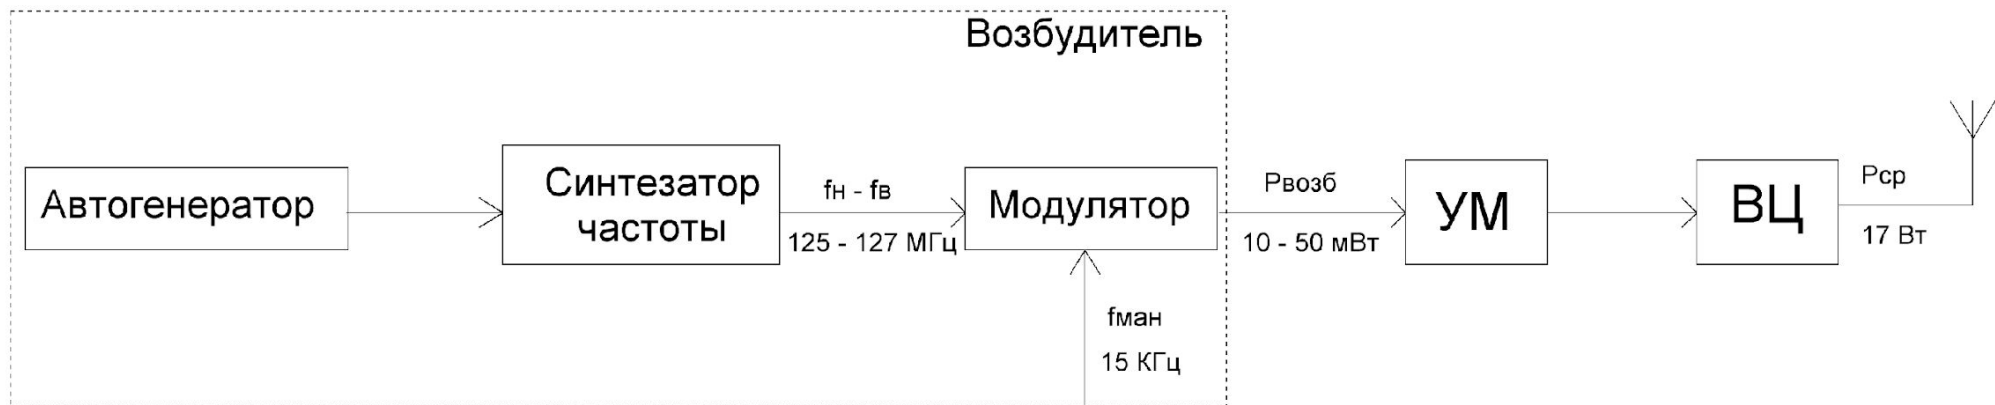 Возбудитель
Автогенератор
Синтезатор
частоты
fн - fв
125 - 127 МГц
Модулятор
fман
15 КГц
Рвозб
10 - 50 мВт
УМ
ВЦ
Рср
17 Вт